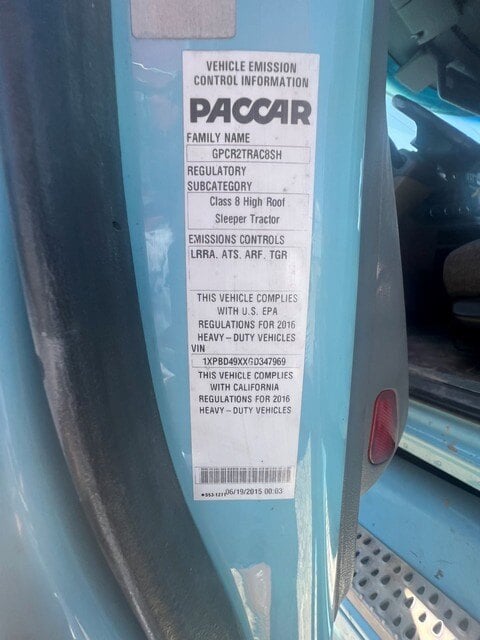 VEHICLE EMISSION
CONTROL INFORMATION
PACCAR
FAMILY NAME
GPCR2TRAC8SH
REGULATORY
SUBCATEGORY
Class 8 High Roof
Sleeper Tractor
EMISSIONS CONTROLS
LRRA. ATS. ARF. TGR
THIS VEHICLE COMPLIES
WITH U.S. EPA
REGULATIONS FOR 2016
HEAVY-DUTY VEHICLES
VIN
1XPBD49XXGD347969
THIS VEHICLE COMPLIES
WITH CALIFORNIA
REGULATIONS FOR 2016
HEAVY-DUTY VEHICLES
06/19/2015 00:03